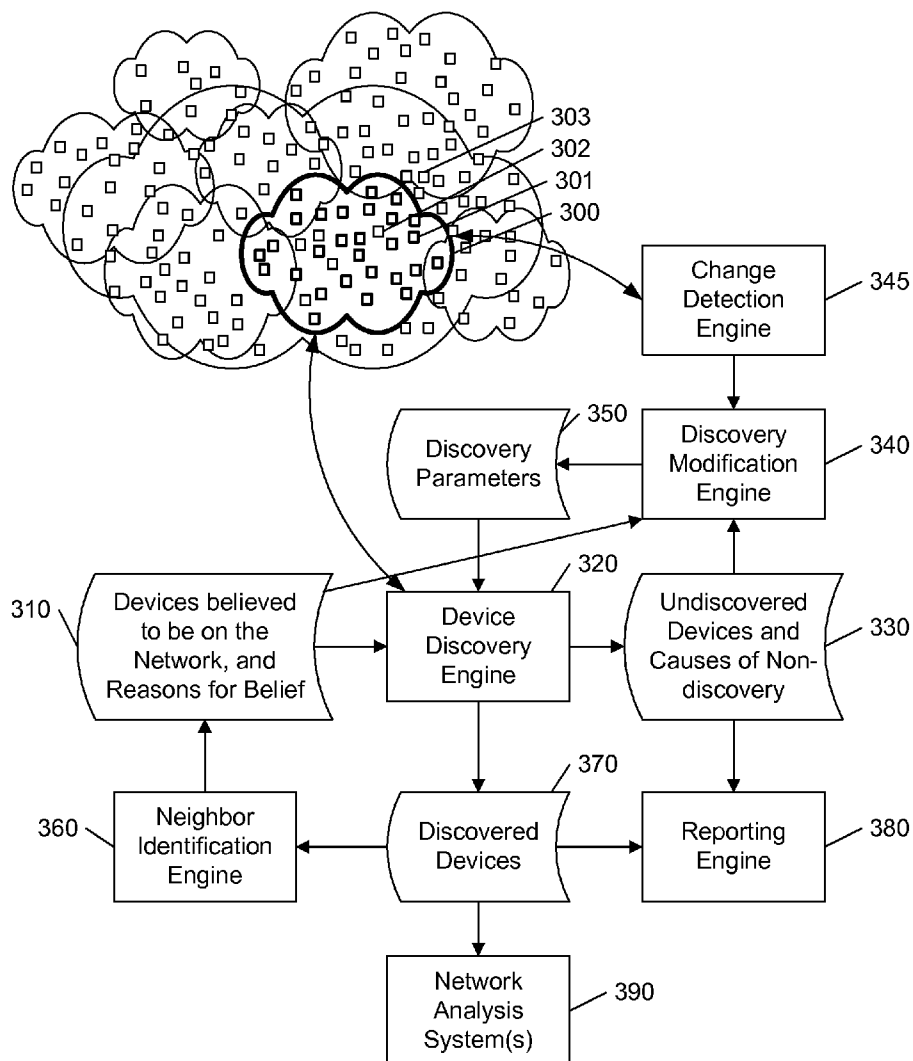 303
302
301
300
Change
Detection
Engine
345
350
Discovery
Parameters
Discovery
Modification
Engine
340
320
310
Devices believed
to be on the
Network, and
Reasons for Belief
Device
Discovery
Engine
Undiscovered
Devices and
Causes of Non-
discovery
330
370
360
Neighbor
Identification
Engine
Discovered
Devices
Reporting
Engine
380
Network
Analysis
System(s)
390